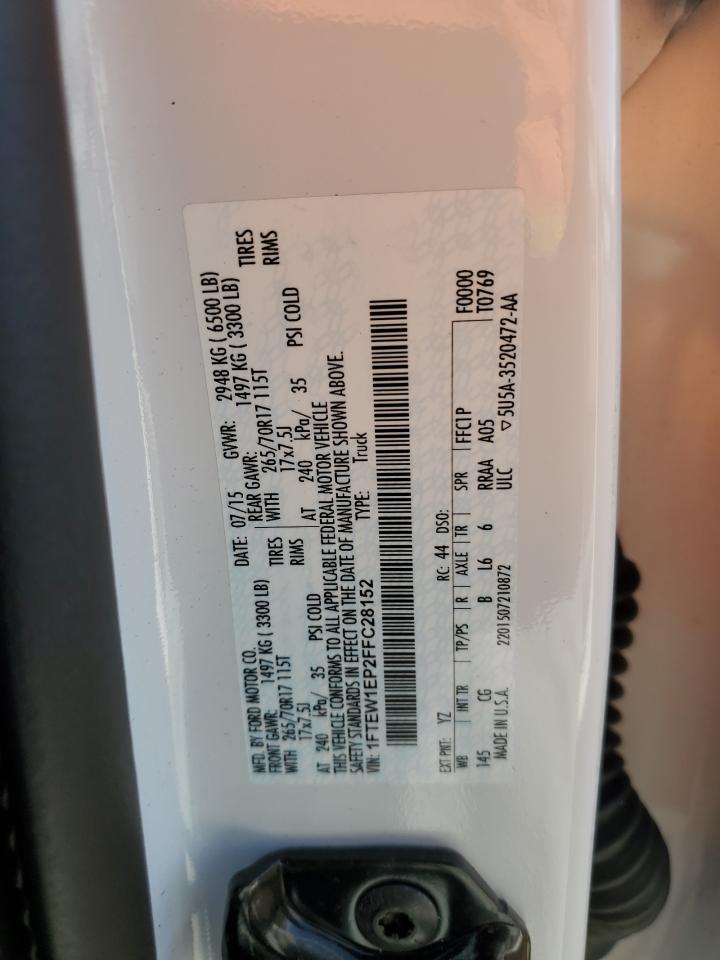 MFD. BY FORD MOTOR CO.
DATE: 07/15 GVWR: 2948 KG ( 6500 LB)
FRONT GAWR: 1497 KG ( 3300 LB)
REAR GAWR: 1497 KG ( 3300 LB)
WITH 265/70R17 115T TIRES
WITH 265/70R17 115T TIRES
17x7.5J RIMS
17x7.5J RIMS
AT 240 kPa/ 35 PSI COLD
AT 240 kPa/ 35 PSI COLD
THIS VEHICLE CONFORMS TO ALL APPLICABLE FEDERAL MOTOR VEHICLE
SAFETY STANDARDS IN EFFECT ON THE DATE OF MANUFACTURE SHOWN ABOVE.
VIN: 1FTEW1EP2FFC28152 TYPE: Truck
EXT PNT: YZ RC: 44 DSO: F0000
T0769
WB INT TR TP/PS R AXLE TR SPR FFC1P
145 CG B L6 6 RRAA A05
MADE IN U.S.A. 2201507210872 ULC ▽5U5A-3520472-AA